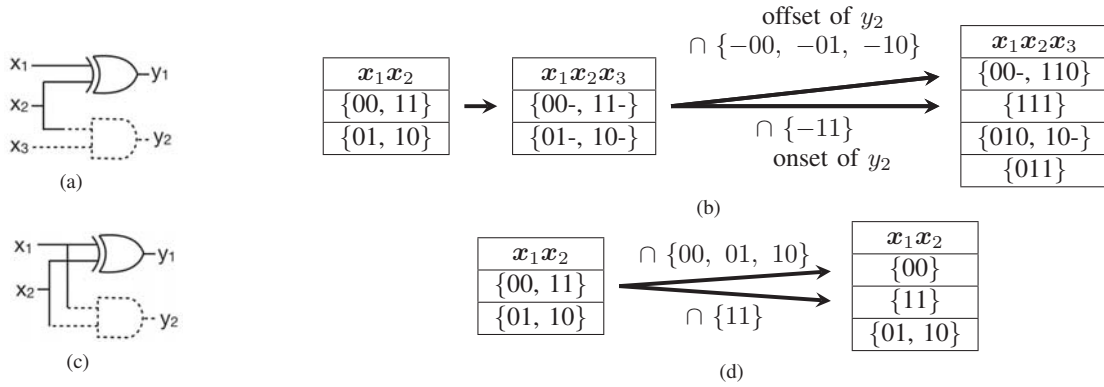 x1
y1
x2
x3
y2
(a)
offset of y2
∩ {−00, −01, −10}
x1x2
{00, 11}
{01, 10}
x1x2x3
{00-, 11-}
{01-, 10-}
∩ {−11}
onset of y2
x1x2x3
{00-, 110}
{111}
{010, 10-}
{011}
(b)
x1
y1
x2
y2
(c)
x1x2
{00, 11}
{01, 10}
∩ {00, 01, 10}
∩ {11}
x1x2
{00}
{11}
{01, 10}
(d)